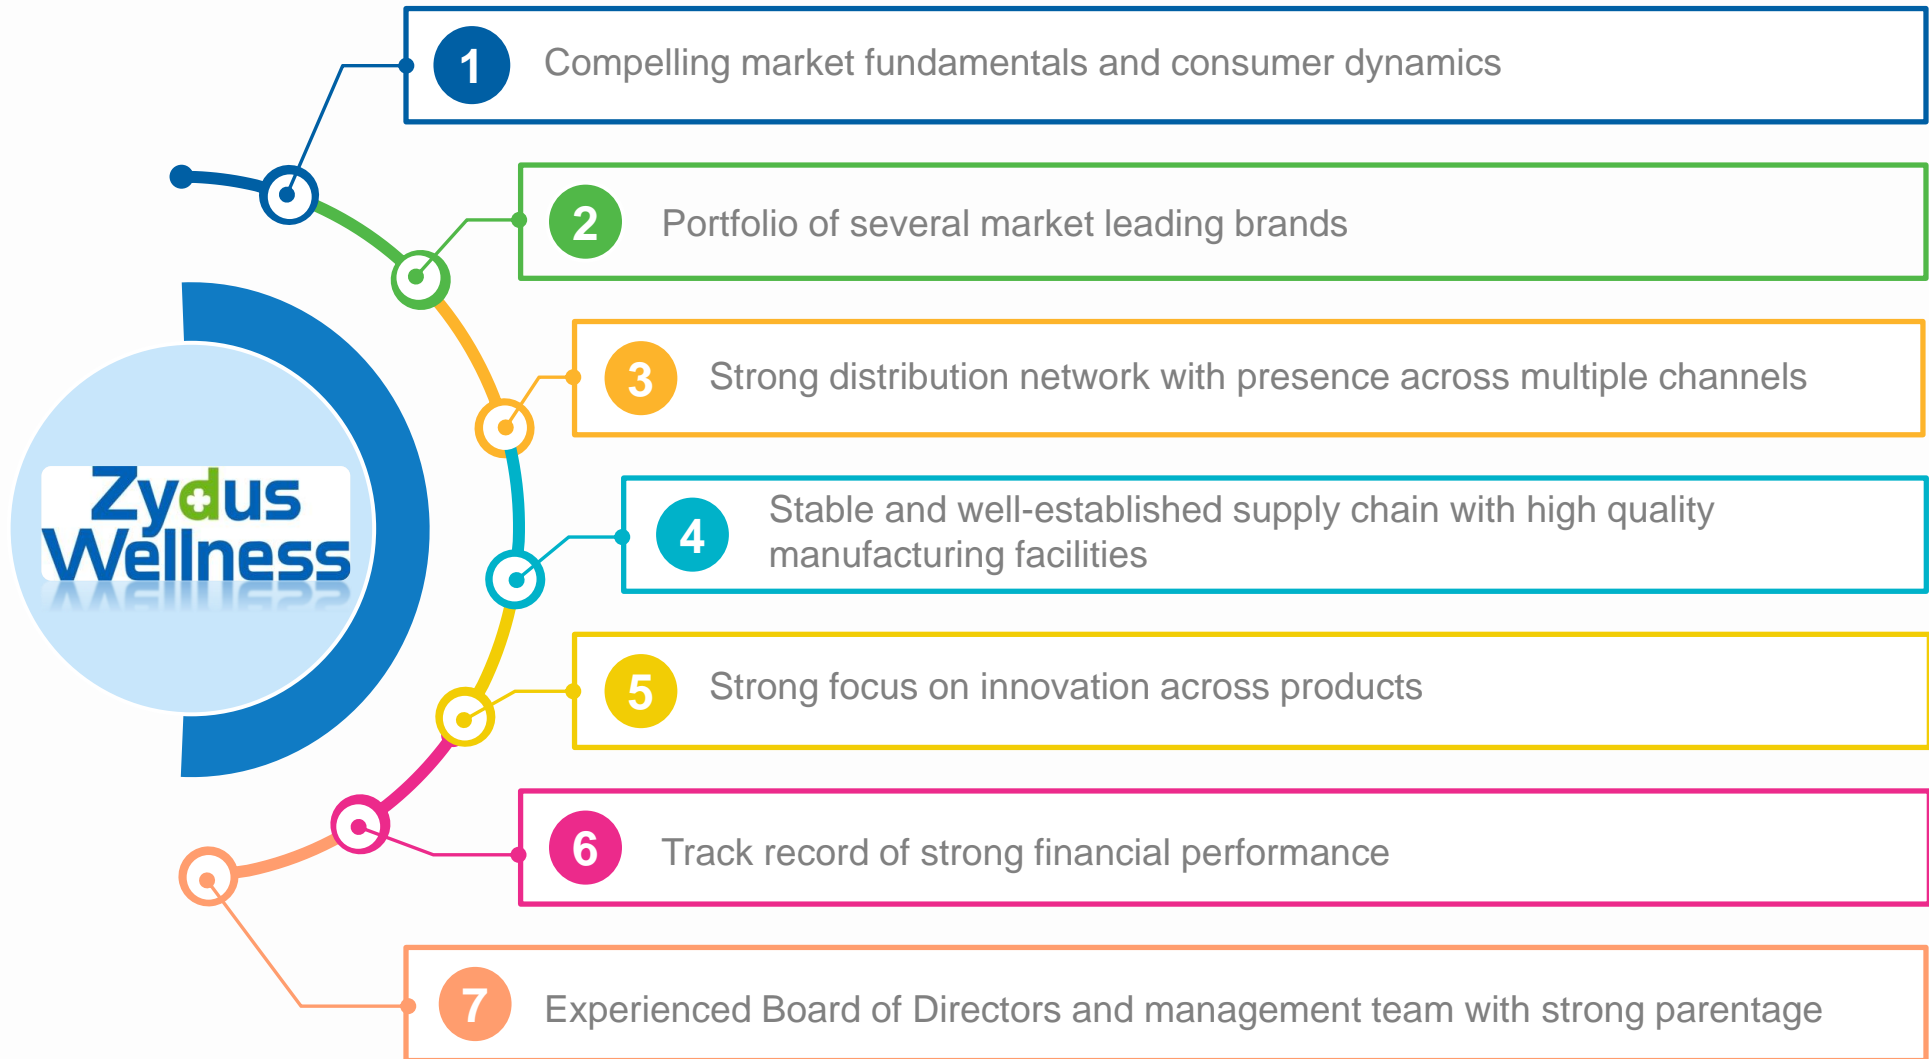 1
Compelling market fundamentals and consumer dynamics
2
Portfolio of several market leading brands
3
Strong distribution network with presence across multiple channels
Zydus
Wellness
4
Stable and well-established supply chain with high quality
manufacturing facilities
5
Strong focus on innovation across products
6
Track record of strong financial performance
7
Experienced Board of Directors and management team with strong parentage